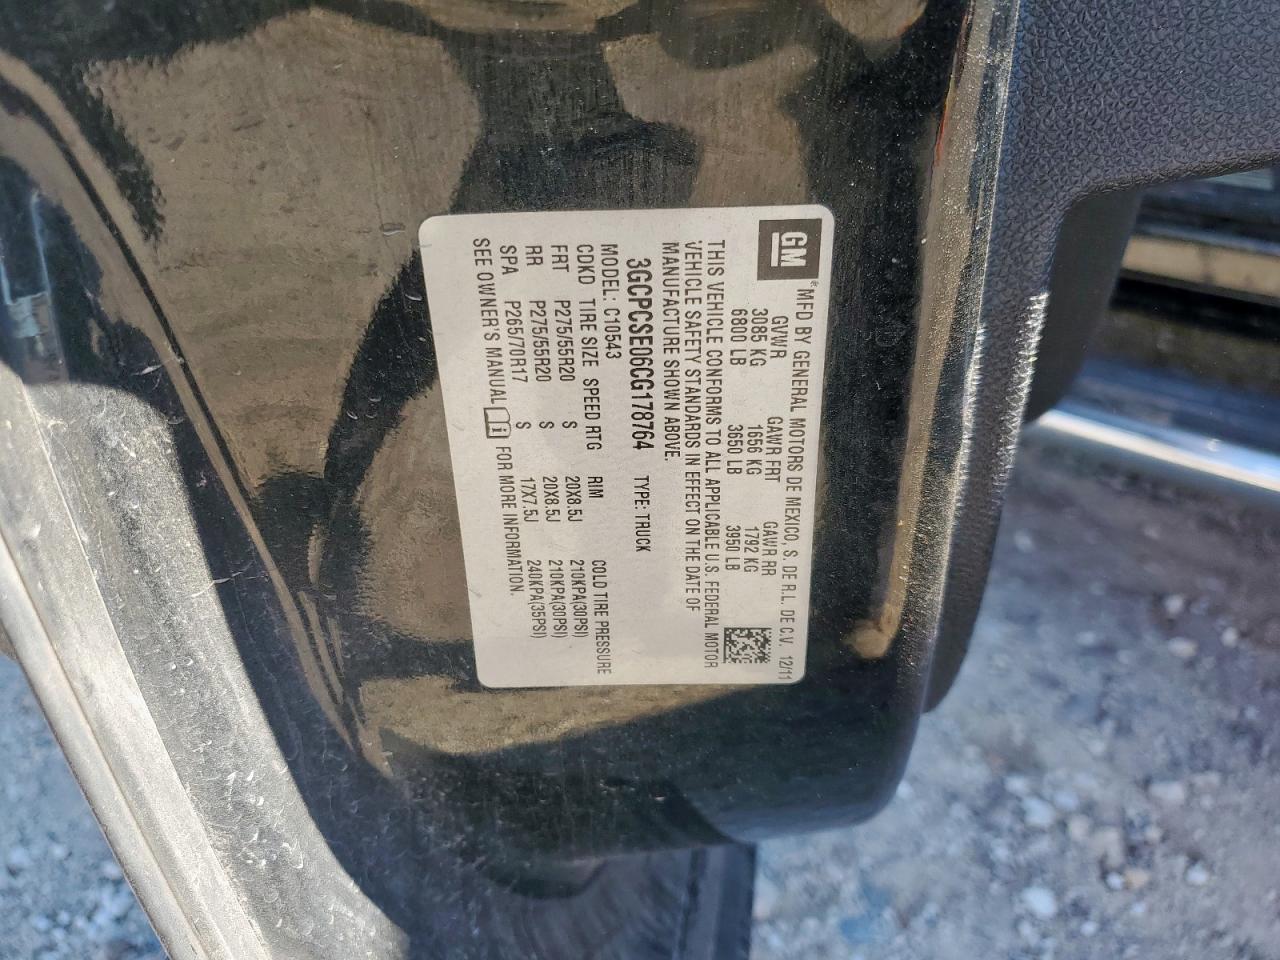 GM
®MFD BY GENERAL MOTORS DE MEXICO, S. DE R.L. DE C.V. 12/11
GVWR GAWR FRT GAWR RR
3085 KG 1656 KG 1792 KG
6800 LB 3650 LB 3950 LB
THIS VEHICLE CONFORMS TO ALL APPLICABLE U.S. FEDERAL MOTOR
VEHICLE SAFETY STANDARDS IN EFFECT ON THE DATE OF
MANUFACTURE SHOWN ABOVE.
3GCPCSE06CG178764 TYPE: TRUCK
MODEL: C10543
CDKD TIRE SIZE SPEED RTG RIM COLD TIRE PRESSURE
FRT P275/55R20 S 20X8.5J 210KPA(30PSI)
RR P275/55R20 S 20X8.5J 210KPA(30PSI)
SPA P265/70R17 S 17X7.5J 240KPA(35PSI)
SEE OWNER'S MANUAL i FOR MORE INFORMATION.